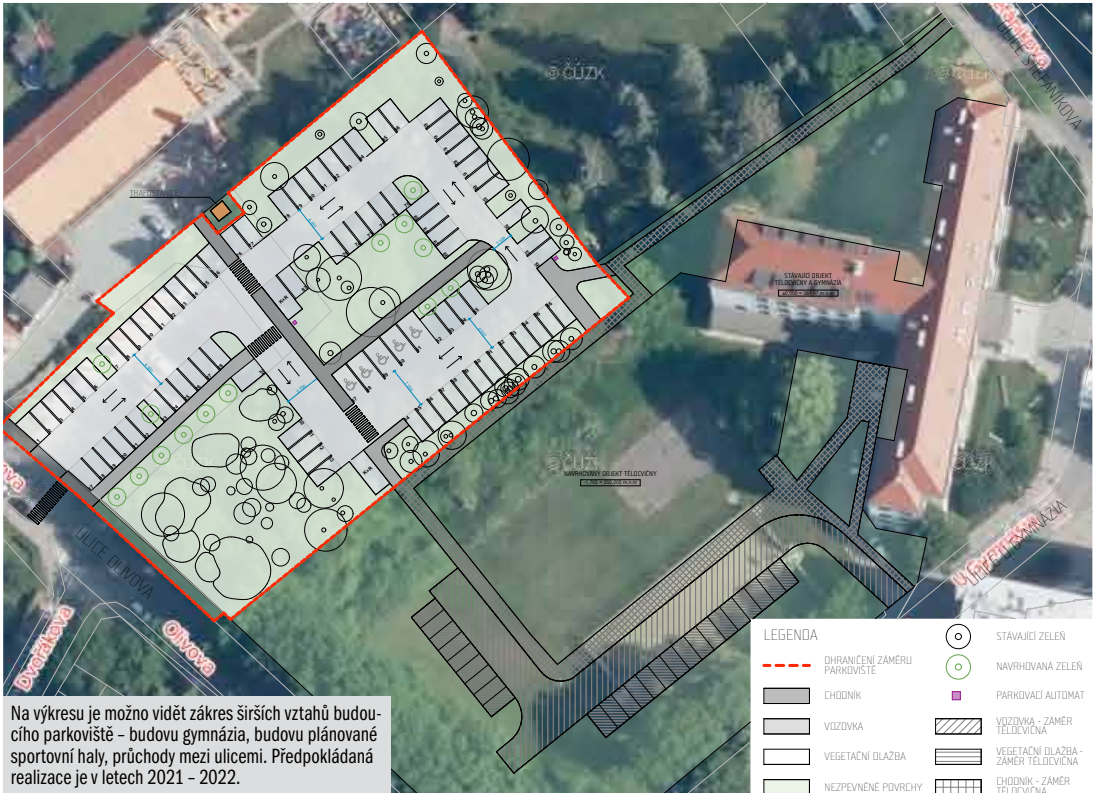 © ČÚZK
© ČÚZK
ULICE ŠTEFÁNIKOVA
STÁVAJÍCÍ OBJEKT
TĚLOCVIČNY A GYMNÁZIA
© ČÚZK
NAVRHOVANÝ OBJEKT TĚLOCVIČNY
© ČÚZK
ULICE U GYMNÁZIA
ULICE OLIVOVA
Olivova
Dvořákova
K+R
K+R
K+R
K+R
LEGENDA
OHRANIČENÍ ZÁMĚRU
PARKOVIŠTĚ
CHODNÍK
VOZOVKA
VEGETAČNÍ DLAŽBA
NEZPEVNĚNÉ POVRCHY
STÁVAJÍCÍ ZELEŇ
NAVRHOVANÁ ZELEŇ
PARKOVACÍ AUTOMAT
VOZOVKA - ZÁMĚR
TĚLOCVIČNA
VEGETAČNÍ DLAŽBA -
ZÁMĚR TĚLOCVIČNA
CHODNÍK - ZÁMĚR
TĚLOCVIČNA
Na výkresu je možno vidět zákres širších vztahů budou-
cího parkoviště – budovu gymnázia, budovu plánované
sportovní haly, průchody mezi ulicemi. Předpokládaná
realizace je v letech 2021 – 2022.